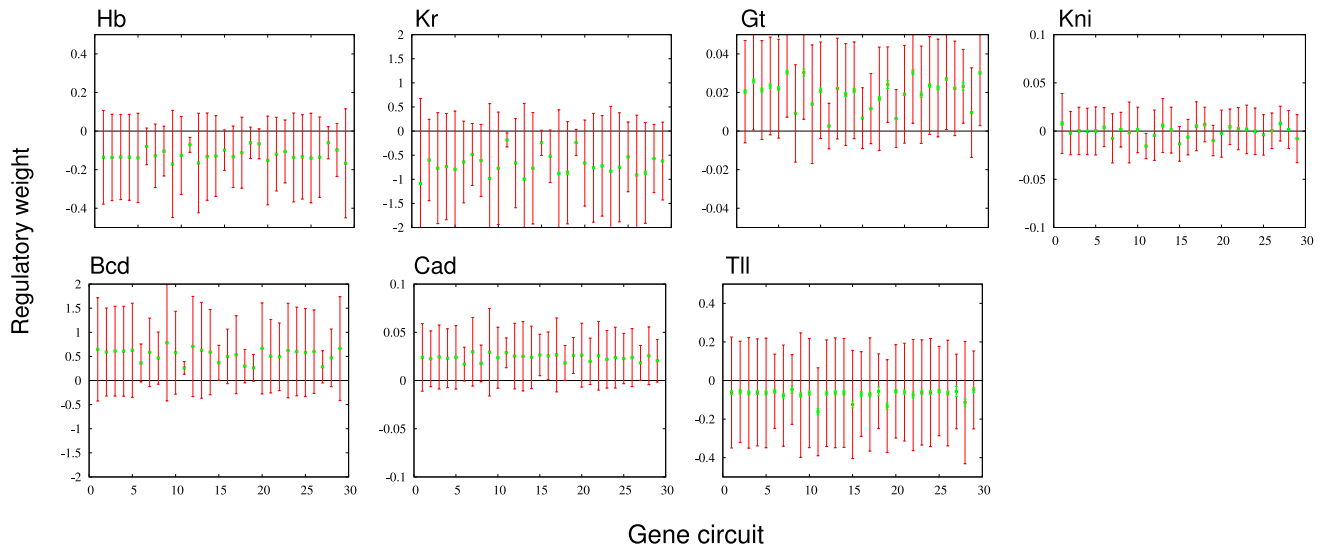 Hb Kr Gt Kni
0.4 2 0.04 0.1
0.2 1.5 0.02 0.05
0 1 0 0
-0.2 0.5 -0.02 -0.05
-0.4 0 -0.04 -0.1
-0.5
-1
-1.5
-2
0 5 10 15 20 25 30
Regulatory weight
Bcd Cad Tll
2 0.1 0.4
1.5 0.05 0.2
1 0 0
0.5 -0.05 -0.2
0 -0.1 -0.4
-0.5
-1
-1.5
-2
0 5 10 15 20 25 30 0 5 10 15 20 25 30 0 5 10 15 20 25 30
Gene circuit